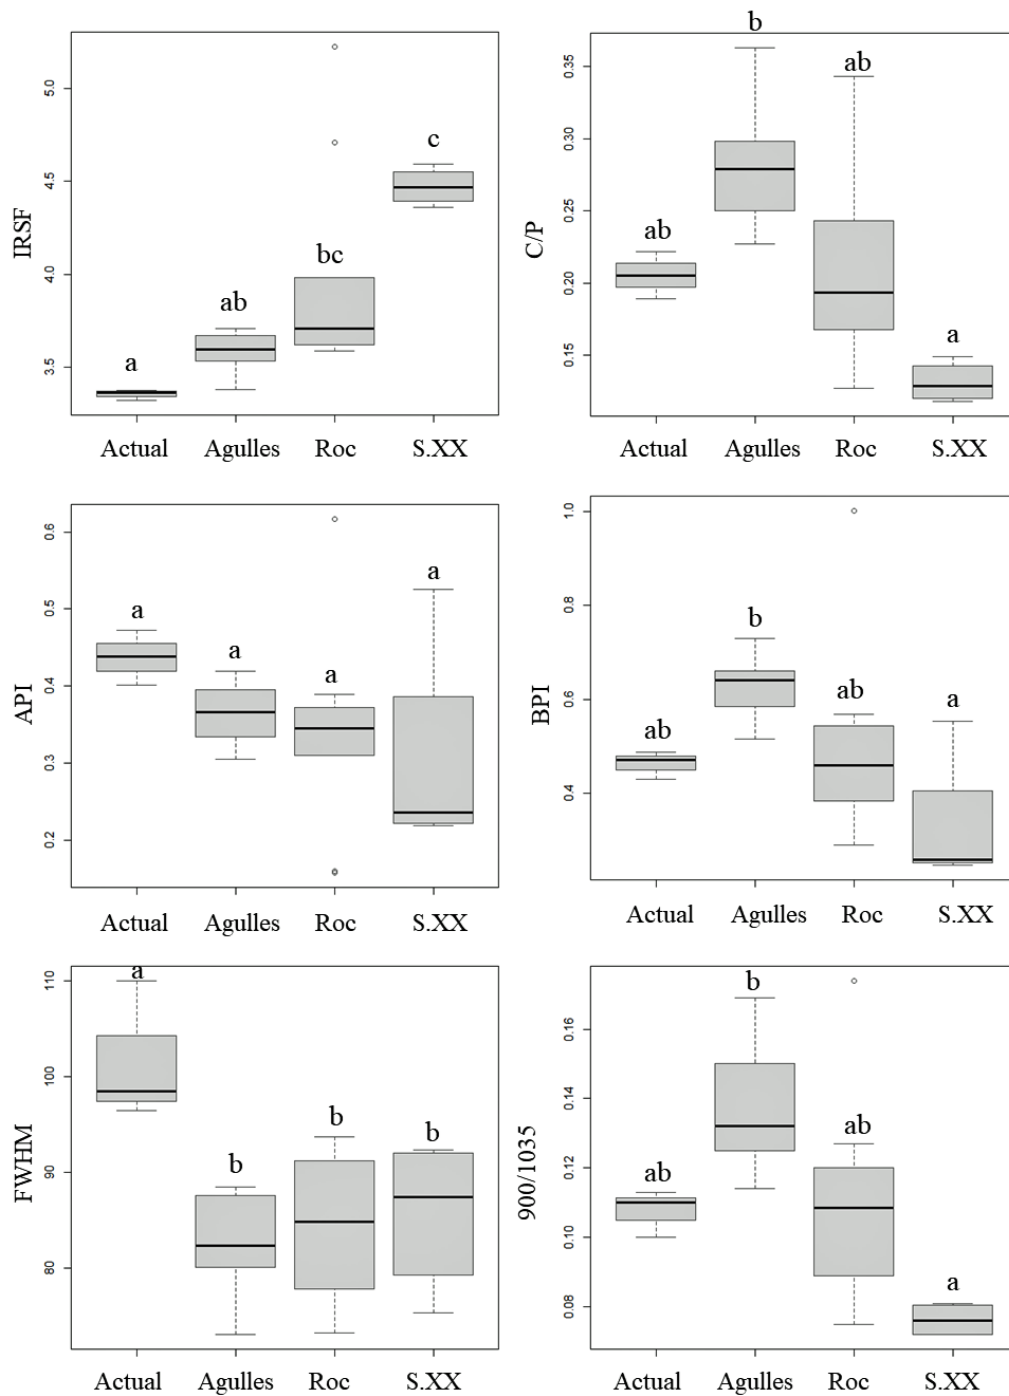 IRSF
5.0
4.5
4.0
3.5
a
ab
bc
c
Actual Agulles Roc S.XX
C/P
0.35
0.30
0.25
0.20
0.15
ab
b
ab
a
Actual Agulles Roc S.XX
API
0.6
0.5
0.4
0.3
0.2
a
a
a
a
Actual Agulles Roc S.XX
BPI
1.0
0.8
0.6
0.4
ab
b
ab
a
Actual Agulles Roc S.XX
FWHM
110
100
90
80
a
b
b
b
Actual Agulles Roc S.XX
900/1035
0.16
0.14
0.12
0.10
0.08
ab
b
ab
a
Actual Agulles Roc S.XX